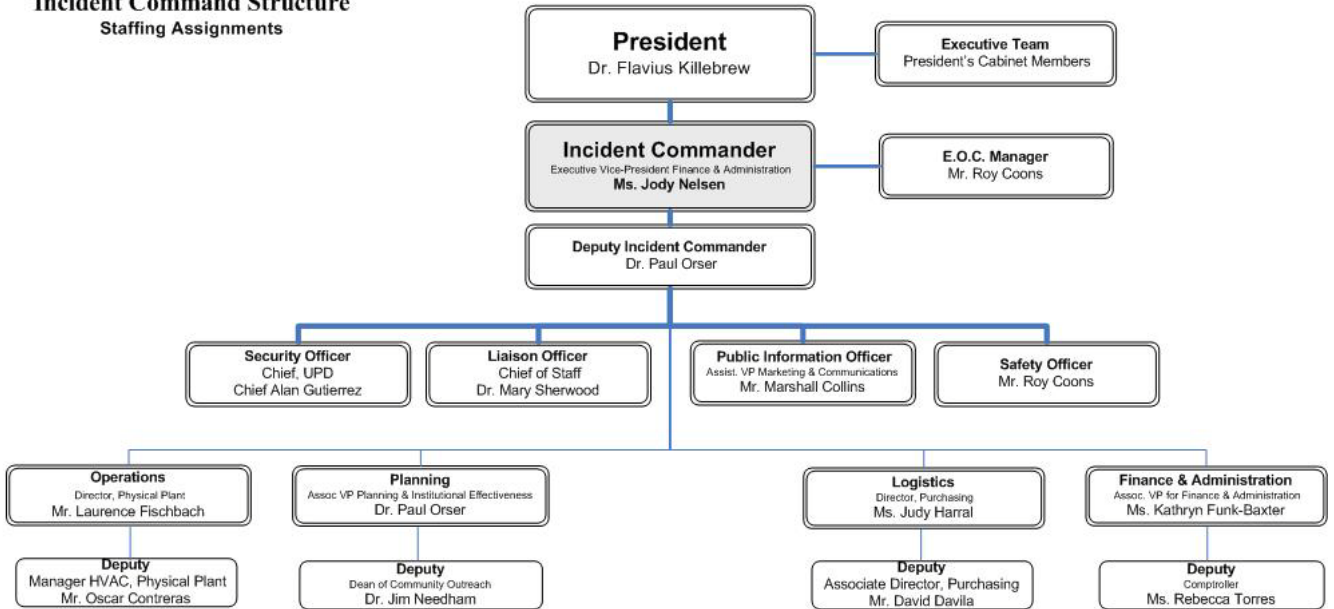 Incident Command Structure
Staffing Assignments
President
Dr. Flavius Killebrew
Executive Team
President's Cabinet Members
Incident Commander
Executive Vice-President Finance & Administration
Ms. Jody Nelsen
E.O.C. Manager
Mr. Roy Coons
Deputy Incident Commander
Dr. Paul Orser
Security Officer
Chief, UPD
Chief Alan Gutierrez
Liaison Officer
Chief of Staff
Dr. Mary Sherwood
Public Information Officer
Assist. VP Marketing & Communications
Mr. Marshall Collins
Safety Officer
Mr. Roy Coons
Operations
Director, Physical Plant
Mr. Laurence Fischbach
Planning
Assoc VP Planning & Institutional Effectiveness
Dr. Paul Orser
Logistics
Director, Purchasing
Ms. Judy Harral
Finance & Administration
Assoc. VP for Finance & Administration
Ms. Kathryn Funk-Baxter
Deputy
Manager HVAC, Physical Plant
Mr. Oscar Contreras
Deputy
Dean of Community Outreach
Dr. Jim Needham
Deputy
Associate Director, Purchasing
Mr. David Davila
Deputy
Comptroller
Ms. Rebecca Torres